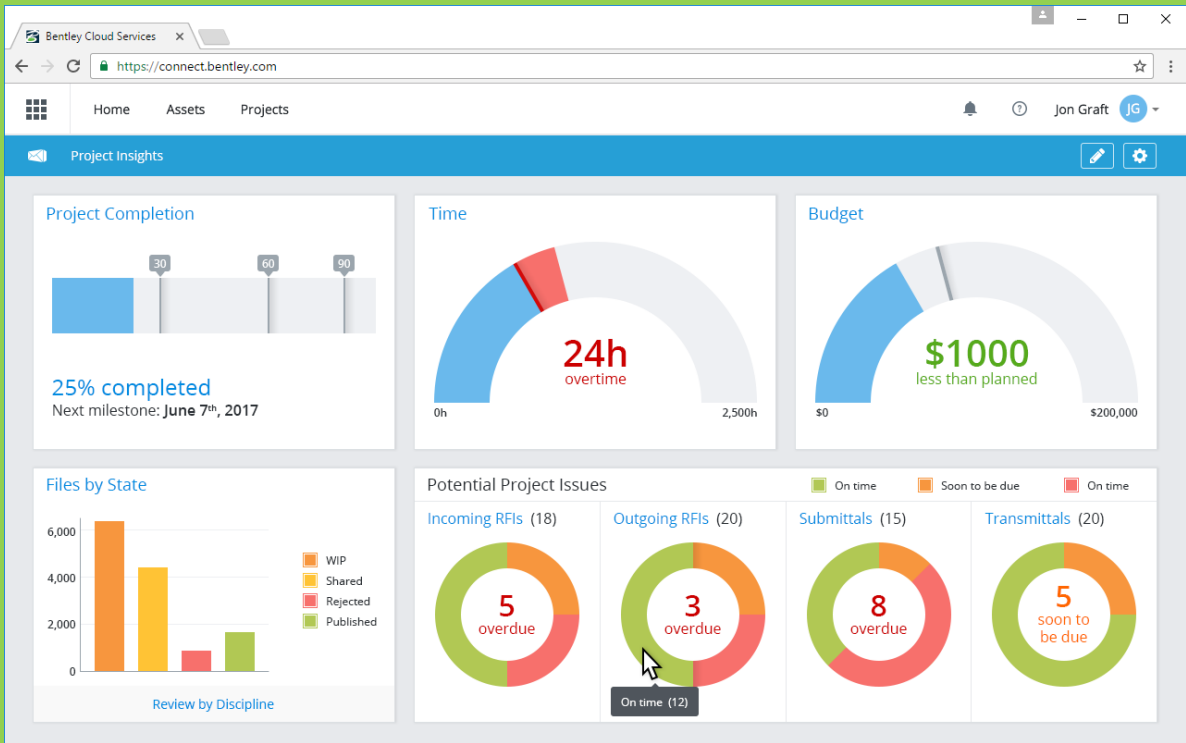 Bentley Cloud Services
https://connect.bentley.com
Home Assets Projects
Jon Graft JG
Project Insights
Project Completion
30 60 90
25% completed
Next milestone: June 7th, 2017
Time
24h
overtime
0h 2,500h
Budget
$1000
less than planned
$0 $200,000
Files by State
6,000
4,000
2,000
0
WIP
Shared
Rejected
Published
Review by Discipline
Potential Project Issues
On time Soon to be due On time
Incoming RFIs (18)
5
overdue
Outgoing RFIs (20)
3
overdue
On time (12)
Submittals (15)
8
overdue
Transmittals (20)
5
soon to
be due